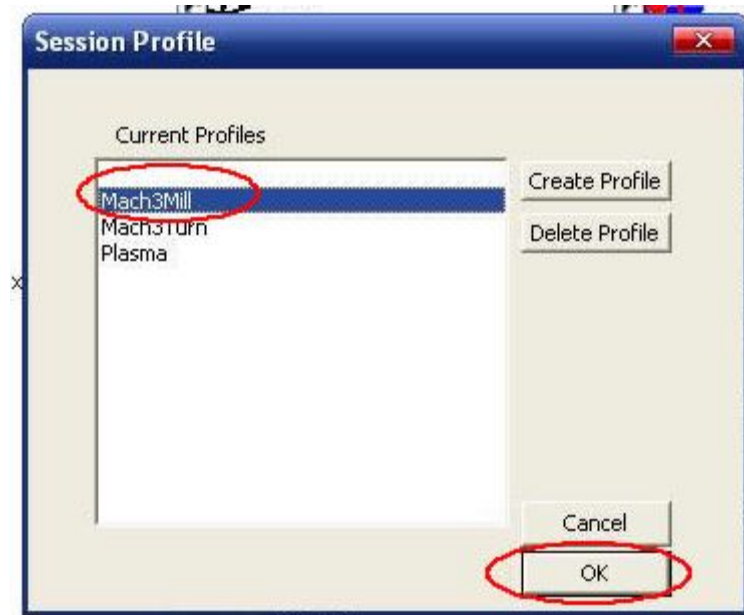 Session Profile
Current Profiles
Mach3Mill
Mach3Turn
Plasma
Create Profile
Delete Profile
Cancel
OK
x